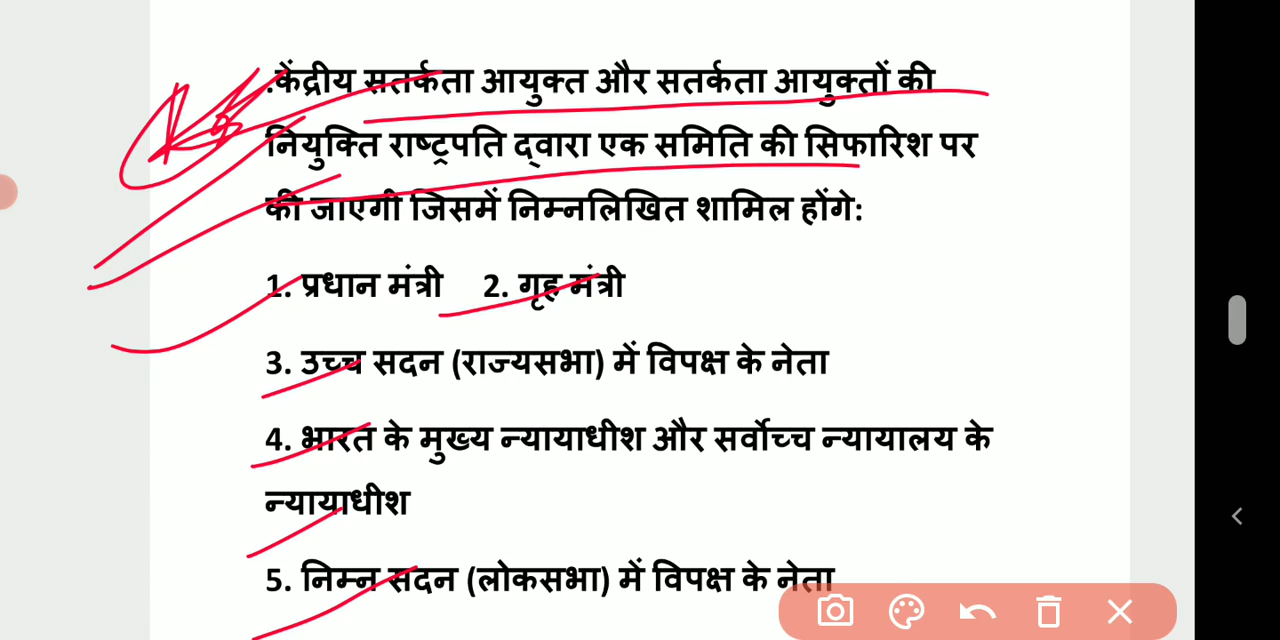 .केंद्रीय सतर्कता आयुक्त और सतर्कता आयुक्तों की
नियुक्ति राष्ट्रपति द्वारा एक समिति की सिफारिश पर
की जाएगी जिसमें निम्नलिखित शामिल होंगे:
1. प्रधान मंत्री 2. गृह मंत्री
3. उच्च सदन (राज्यसभा) में विपक्ष के नेता
4. भारत के मुख्य न्यायाधीश और सर्वोच्च न्यायालय के
न्यायाधीश
5. निम्न सदन (लोकसभा) में विपक्ष के नेता